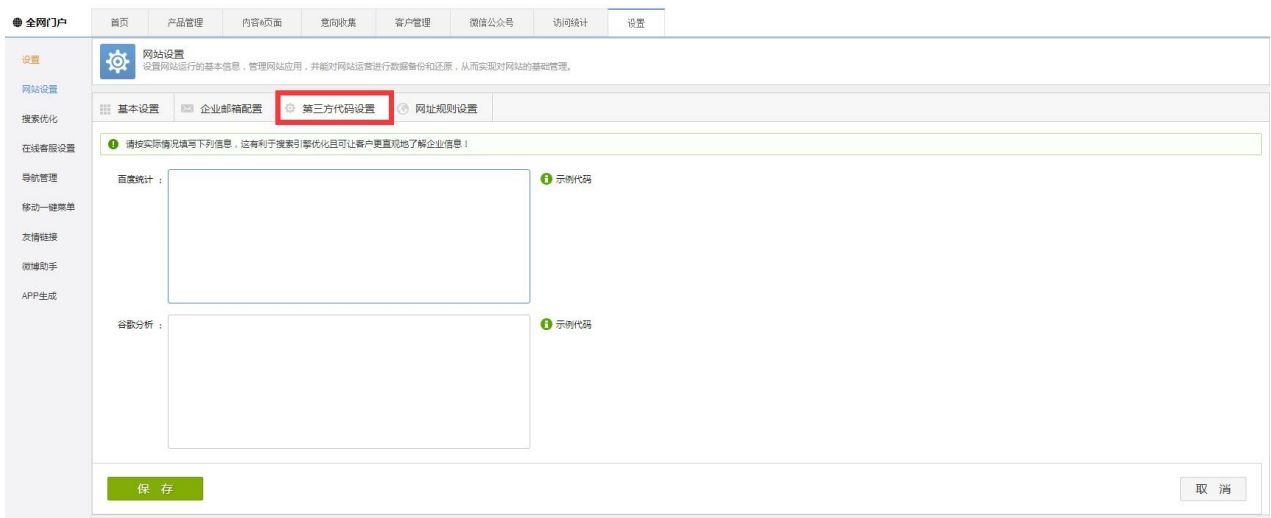 全网门户 首页 产品管理 内容&页面 意向收集 客户管理 微信公众号 访问统计 设置
设置
网站设置
搜索优化
在线客服设置
导航管理
移动一键菜单
友情链接
微博助手
APP生成
网站设置
设置网站运行的基本信息，管理网站应用，并能对网站运营进行数据备份和还原，从而实现对网站的基础管理。
基本设置 企业邮箱配置 第三方代码设置 网址规则设置
请按实际情况填写下列信息，这有利于搜索引擎优化且可让客户更直观地了解企业信息！
百度统计： 示例代码
谷歌分析： 示例代码
保 存 取 消